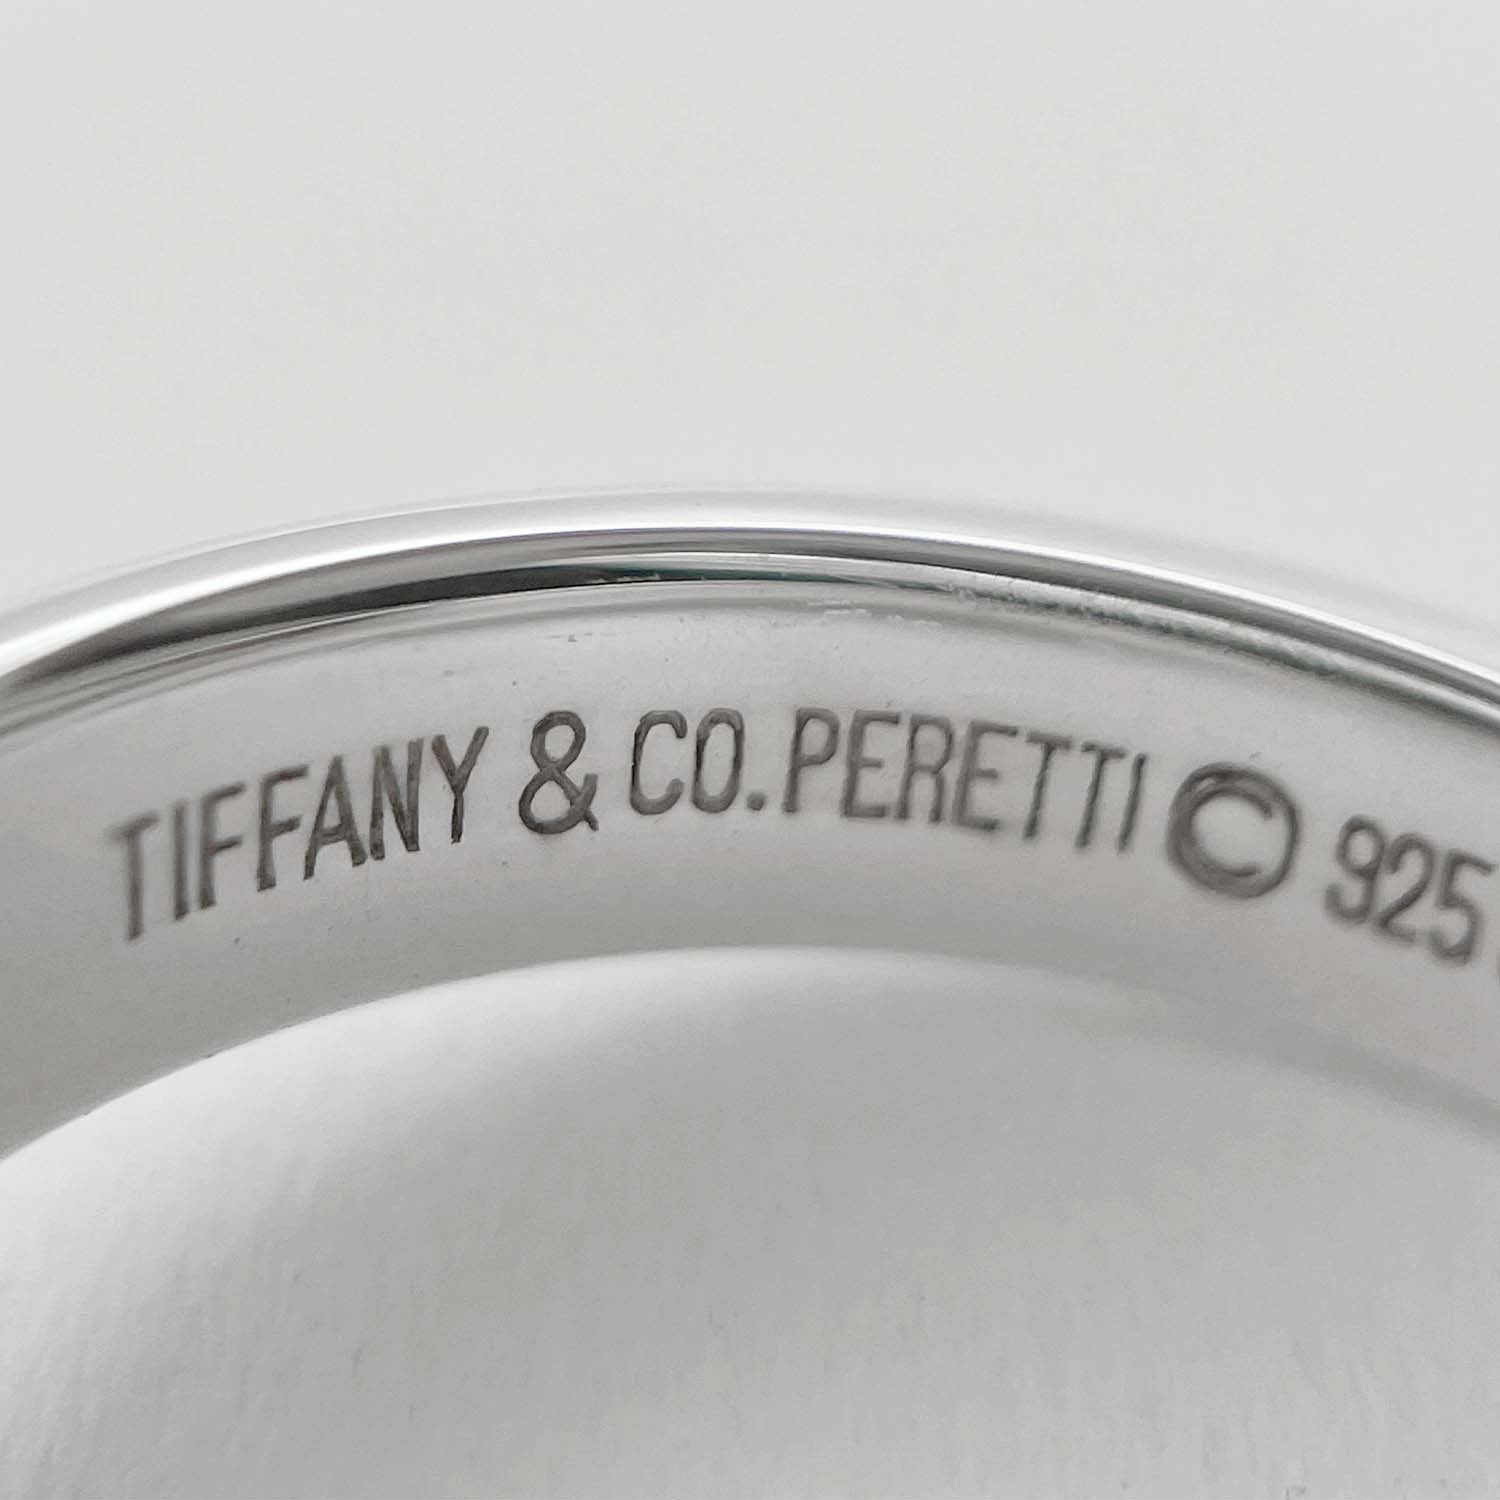 TIFFANY & CO. PERETTI © 925